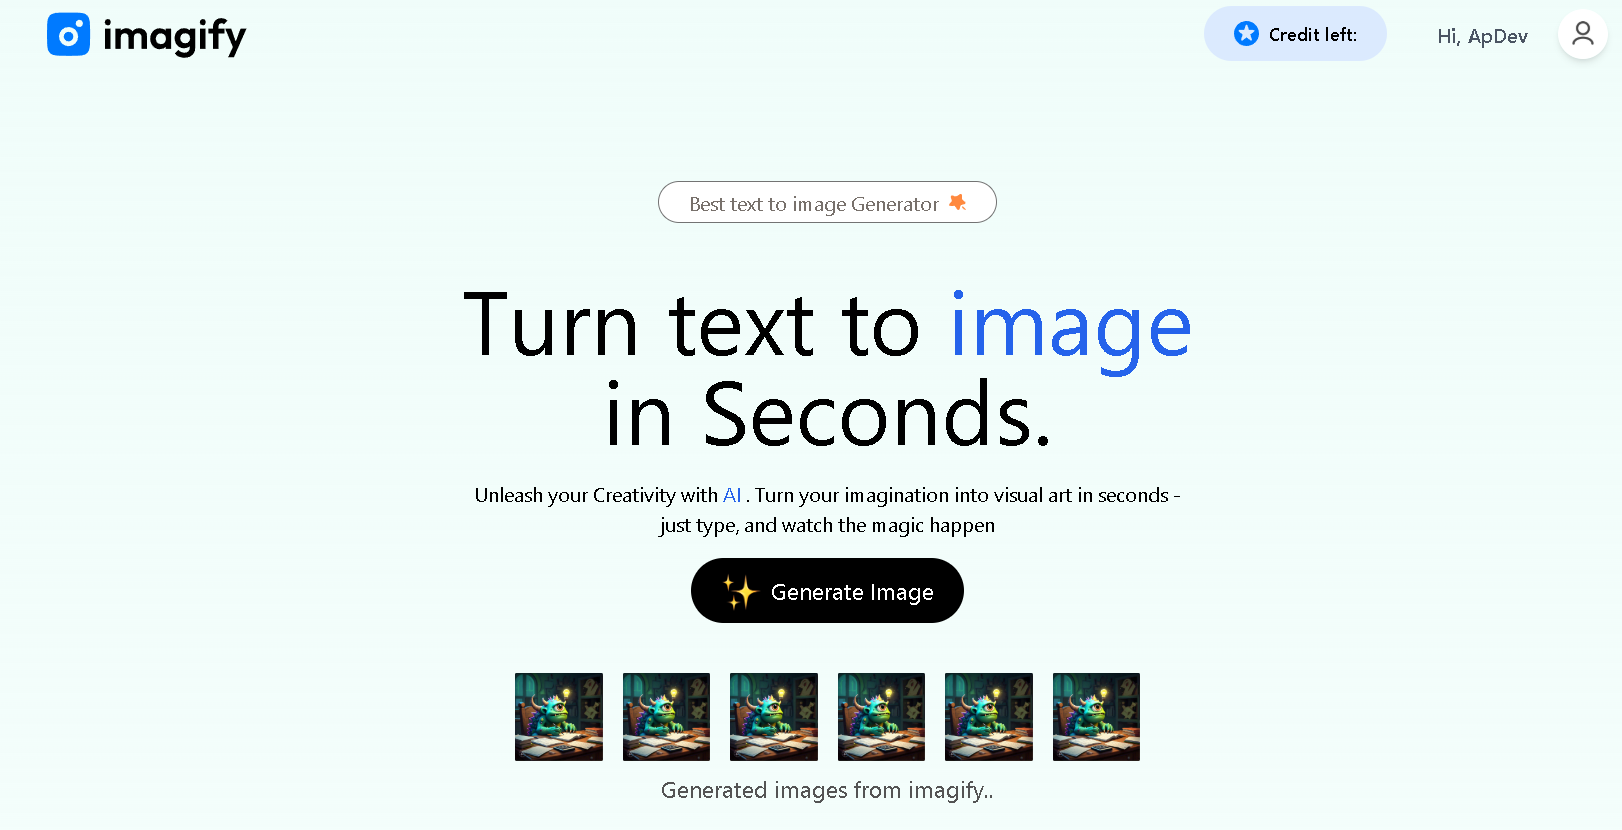 imagify
Credit left:
Hi, ApDev
Best text to image Generator
Turn text to image
in Seconds.
Unleash your Creativity with AI . Turn your imagination into visual art in seconds -
just type, and watch the magic happen
Generate Image
Generated images from imagify..